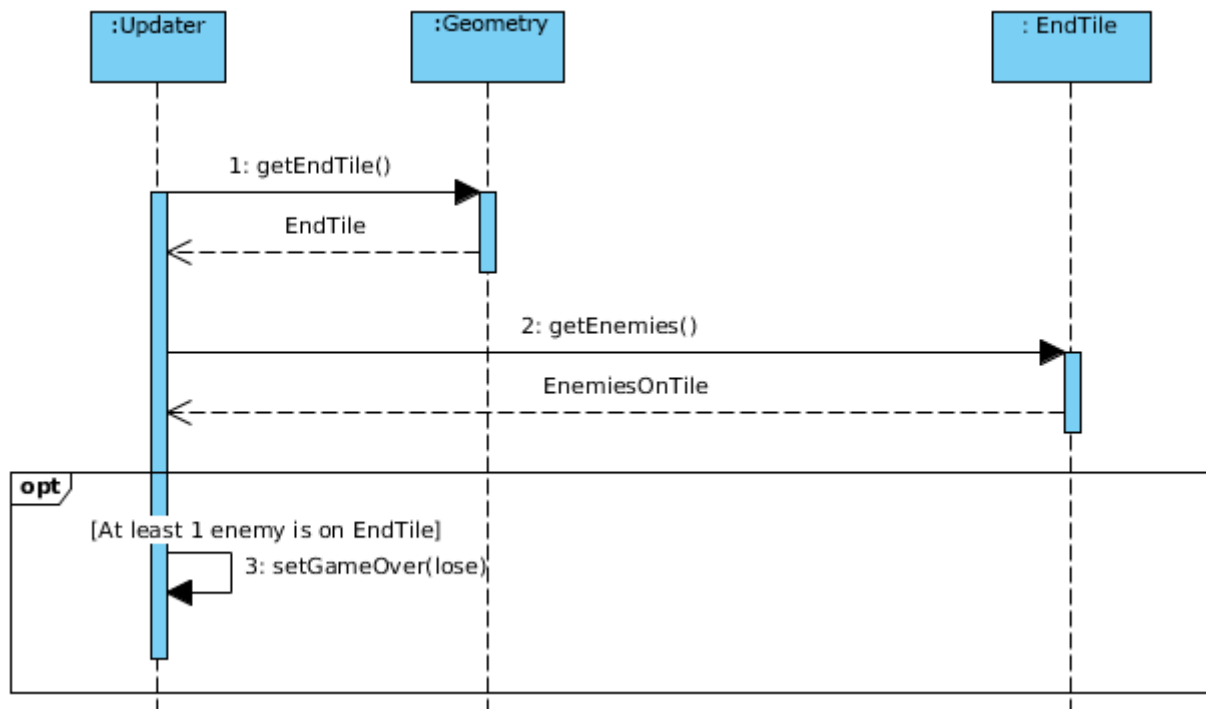 :Updater
:Geometry
: EndTile
1: getEndTile()
EndTile
2: getEnemies()
EnemiesOnTile
opt
[At least 1 enemy is on EndTile]
3: setGameOver(lose)